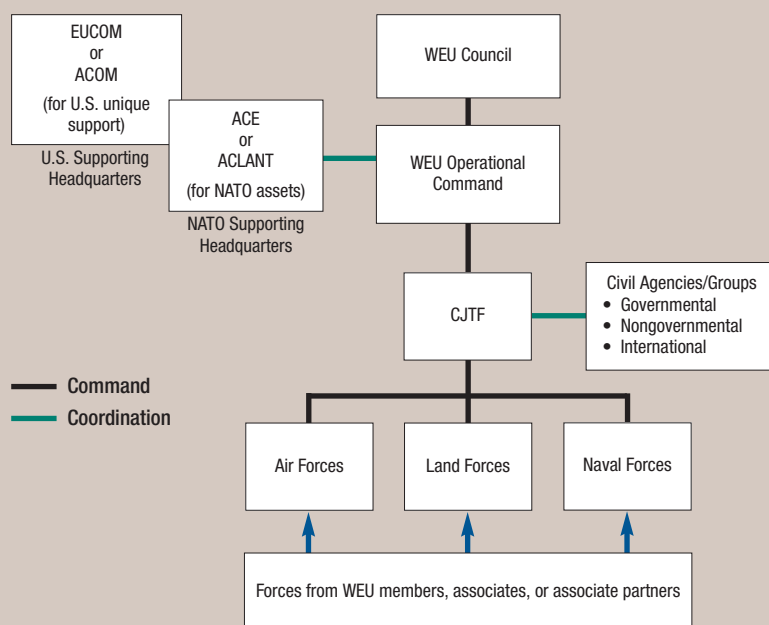 EUCOM
or
ACOM
(for U.S. unique
support)
U.S. Supporting
Headquarters
ACE
or
ACLANT
(for NATO assets)
NATO Supporting
Headquarters
WEU Council
WEU Operational
Command
CJTF
Civil Agencies/Groups
• Governmental
• Nongovernmental
• International
Command
Coordination
Air Forces
Land Forces
Naval Forces
Forces from WEU members, associates, or associate partners